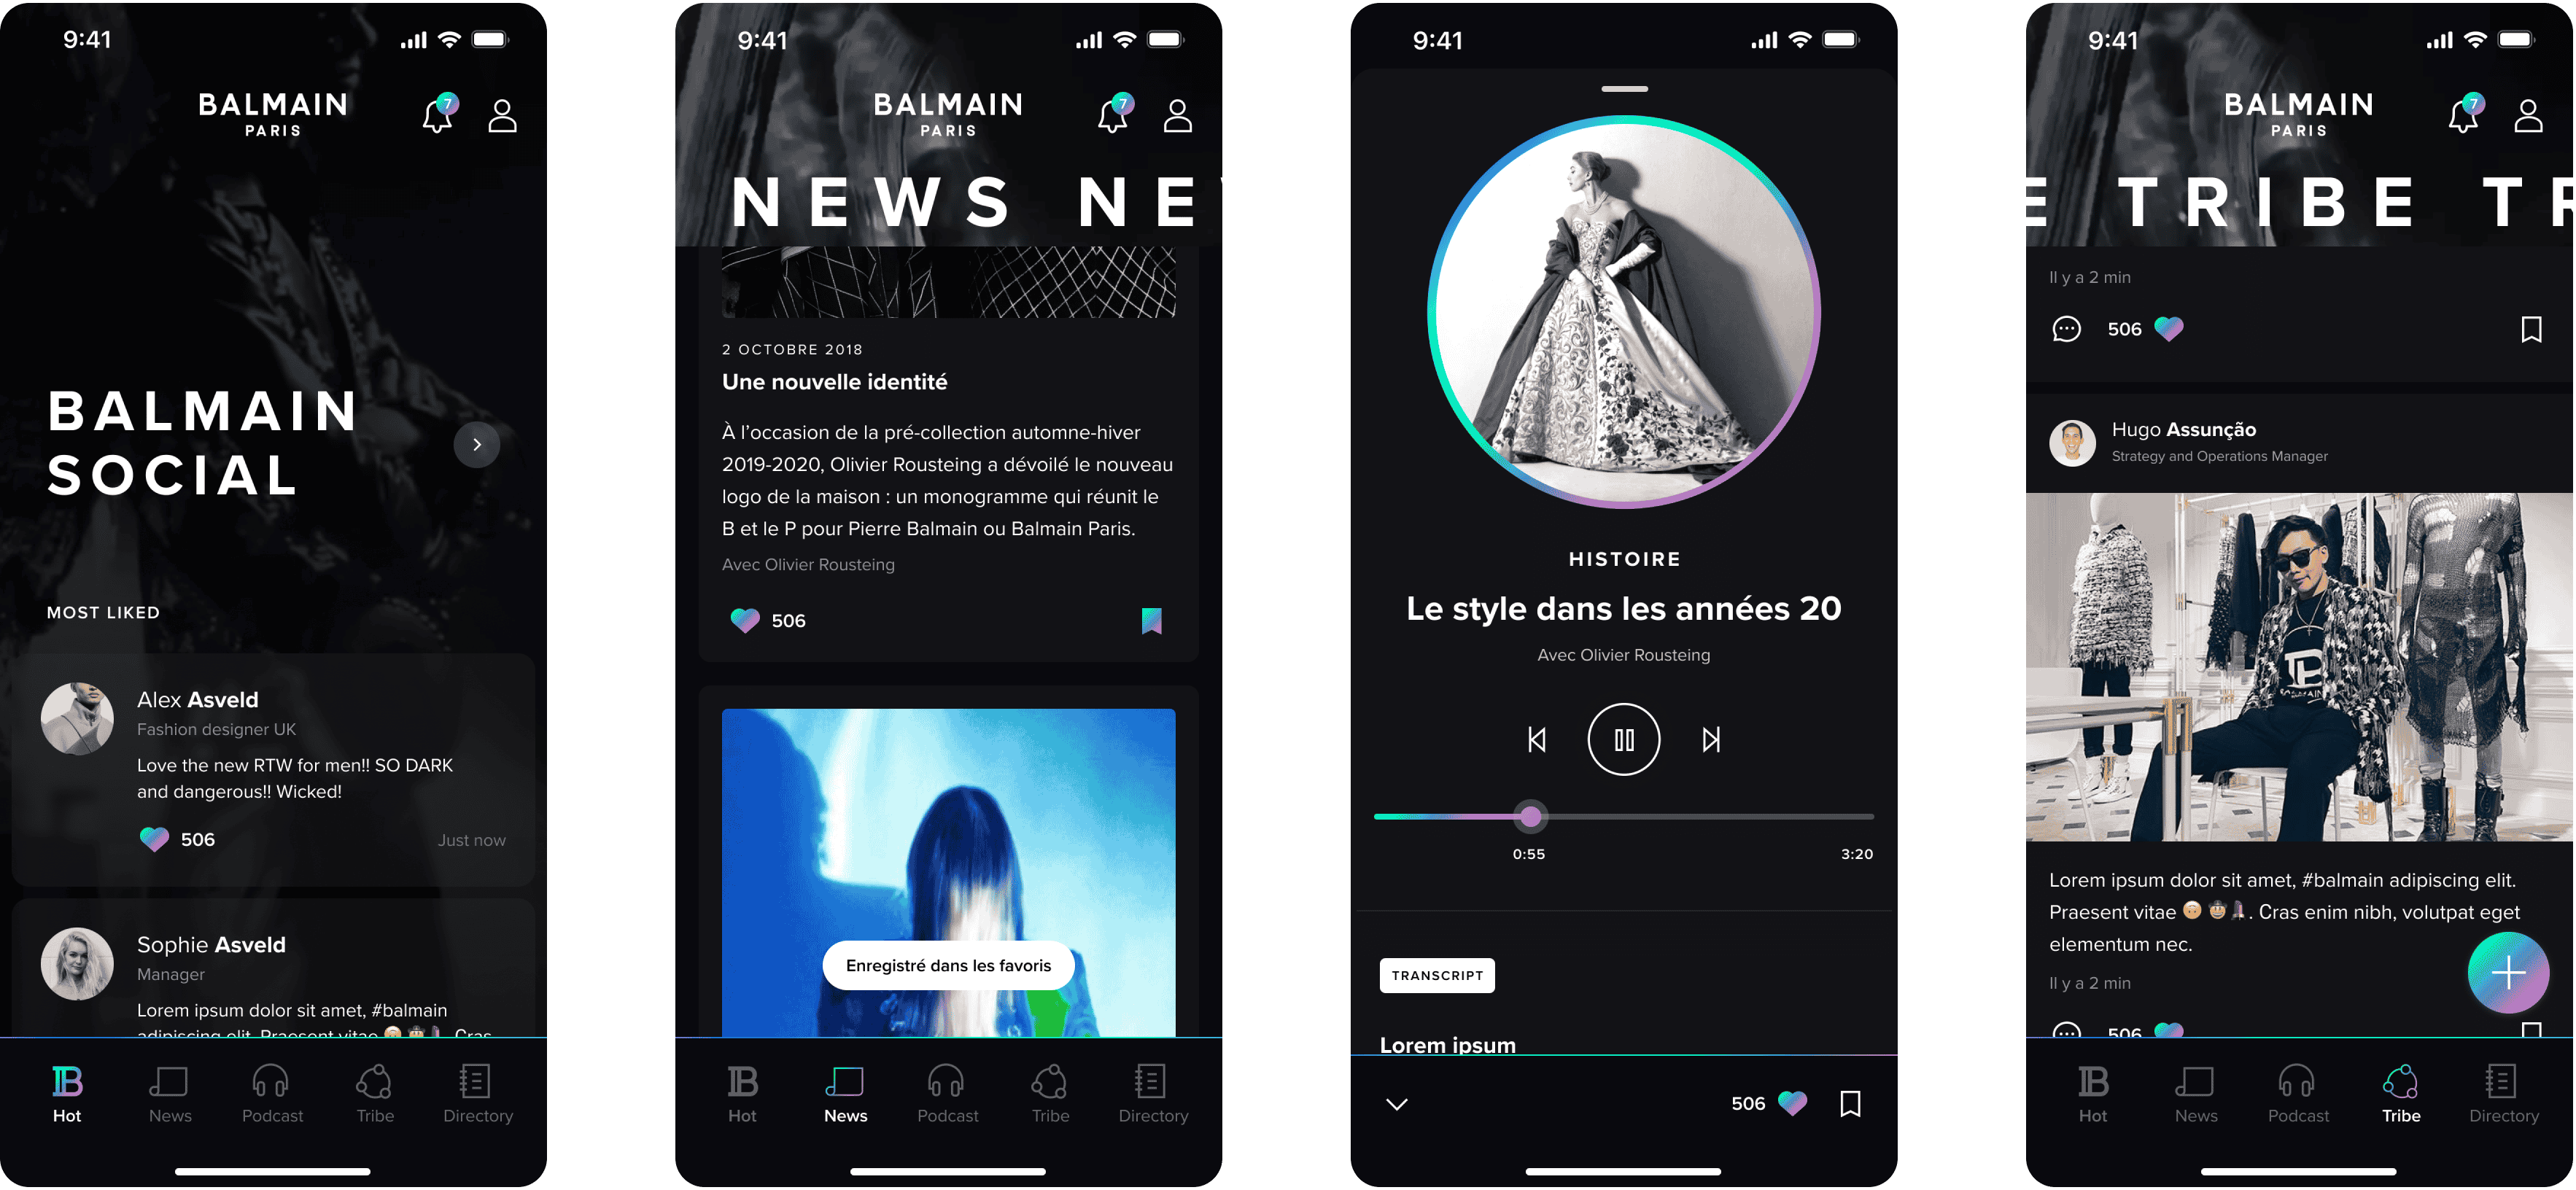 9:41
BALMAIN
PARIS
7
BALMAIN
SOCIAL
MOST LIKED
Alex Asveld
Fashion designer UK
Love the new RTW for men!! SO DARK
and dangerous!! Wicked!
506
Just now
Sophie Asveld
Manager
Lorem ipsum dolor sit amet, #balmain
adipiscing elit. Praesent vitae 👼🏼 🤠👢. Cras
Hot
News
Podcast
Tribe
Directory
9:41
BALMAIN
PARIS
7
NEWS NE
2 OCTOBRE 2018
Une nouvelle identité
À l’occasion de la pré-collection automne-hiver
2019-2020, Olivier Rousteing a dévoilé le nouveau
logo de la maison : un monogramme qui réunit le
B et le P pour Pierre Balmain ou Balmain Paris.
Avec Olivier Rousteing
506
Enregistré dans les favoris
Hot
News
Podcast
Tribe
Directory
9:41
HISTOIRE
Le style dans les années 20
Avec Olivier Rousteing
0:55
3:20
TRANSCRIPT
Lorem ipsum
506
9:41
BALMAIN
PARIS
7
E TRIBE TR
Il y a 2 min
506
Hugo Assunção
Strategy and Operations Manager
Lorem ipsum dolor sit amet, #balmain adipiscing elit.
Praesent vitae 👼🏼 🤠👢. Cras enim nibh, volutpat eget
elementum nec.
Il y a 2 min
506
Hot
News
Podcast
Tribe
Directory